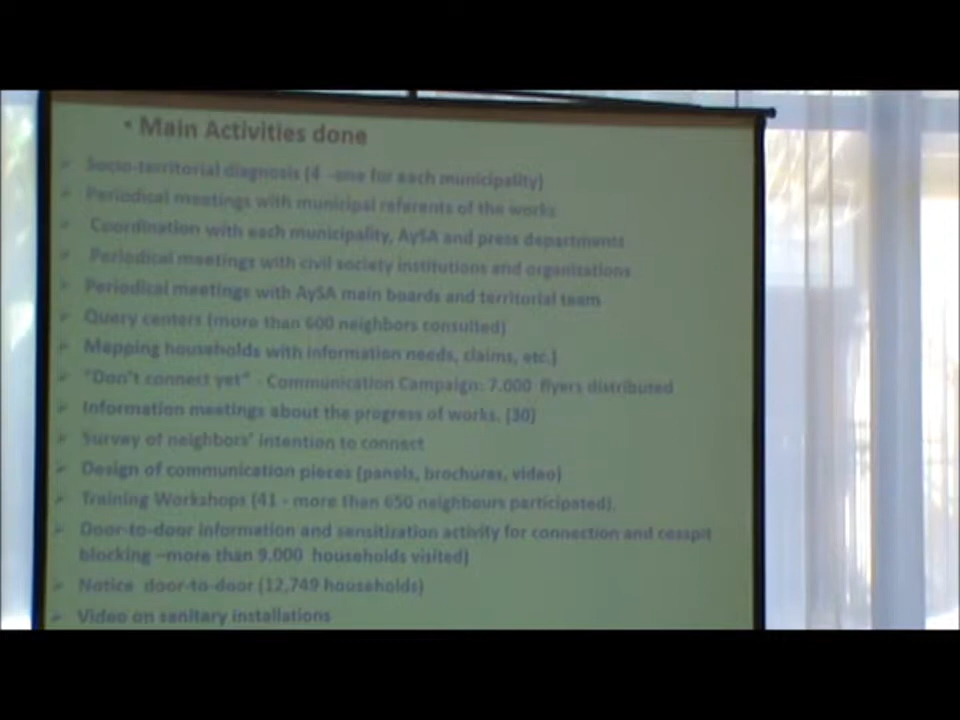 • Main Activities done
Socio-territorial diagnosis (4 -one for each municipality)
Periodical meetings with municipal referents of the works
Coordination with each municipality, AySA and press departments
Periodical meetings with civil society institutions and organizations
Periodical meetings with AySA main boards and territorial team
Query centers (more than 600 neighbors consulted)
Mapping households with information needs, claims, etc.)
"Don't connect yet" - Communication Campaign: 7.000 flyers distributed
Information meetings about the progress of works. (30)
Survey of neighbors' intention to connect
Design of communication pieces (panels, brochures, video)
Training Workshops (41 - more than 650 neighbours participated).
Door-to-door information and sensitization activity for connection and cesspit
blocking –more than 9.000 households visited)
Notice door-to-door (12,749 households)
Video on sanitary installations